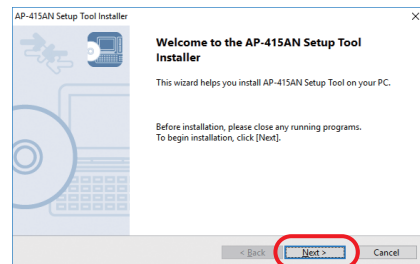 AP-415AN Setup Tool Installer
Welcome to the AP-415AN Setup Tool
Installer
This wizard helps you install AP-415AN Setup Tool on your PC.
Before installation, please close any running programs.
To begin installation, click [Next].
< Back
Next >
Cancel